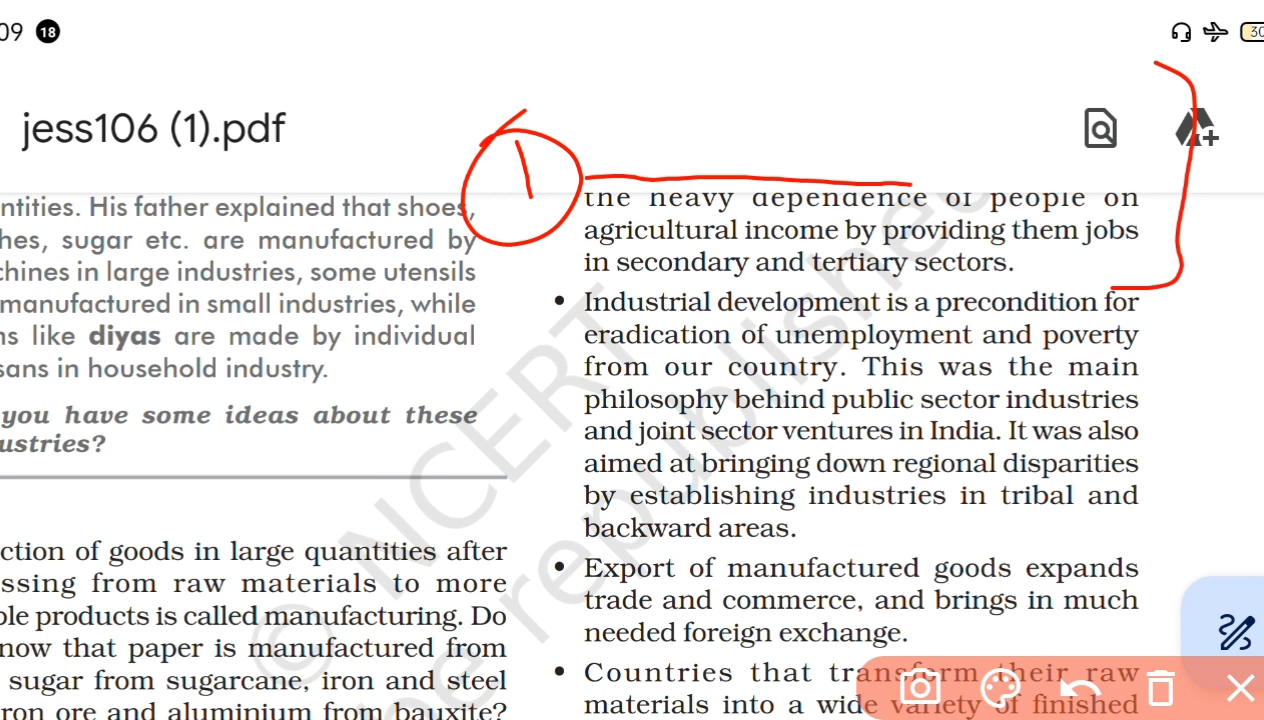 09 18
30
jess106 (1).pdf
ntities. His father explained that shoes,
hes, sugar etc. are manufactured by
chines in large industries, some utensils
manufactured in small industries, while
ns like diyas are made by individual
sans in household industry.
you have some ideas about these
ustries?
ction of goods in large quantities after
ssing from raw materials to more
ble products is called manufacturing. Do
now that paper is manufactured from
sugar from sugarcane, iron and steel
ron ore and aluminium from bauxite?
1
the heavy dependence of people on
agricultural income by providing them jobs
in secondary and tertiary sectors.
• Industrial development is a precondition for
eradication of unemployment and poverty
from our country. This was the main
philosophy behind public sector industries
and joint sector ventures in India. It was also
aimed at bringing down regional disparities
by establishing industries in tribal and
backward areas.
• Export of manufactured goods expands
trade and commerce, and brings in much
needed foreign exchange.
• Countries that transform their raw
materials into a wide variety of finished
© NCERT
be republished